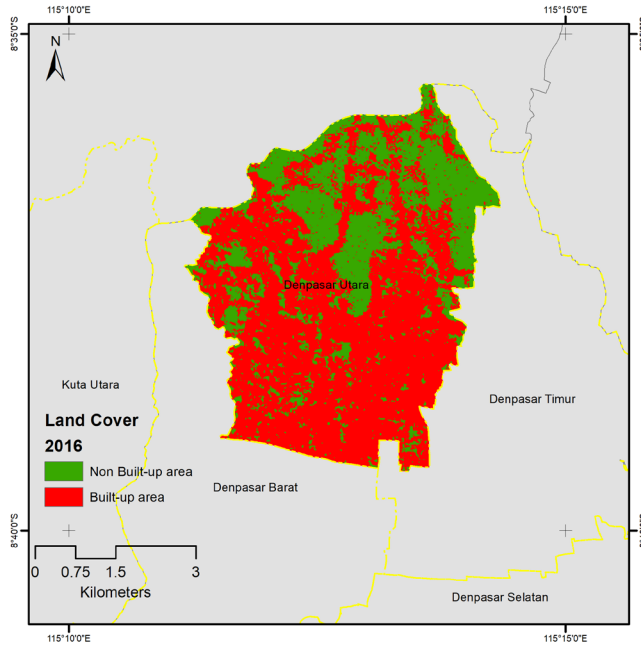 115°10'0"E
115°15'0"E
8°35'0"S
N
Denpasar Utara
Kuta Utara
Denpasar Timur
Land Cover
2016
Non Built-up area
Built-up area
Denpasar Barat
8°40'0"S
0 0.75 1.5 3
Kilometers
Denpasar Selatan
115°10'0"E
115°15'0"E